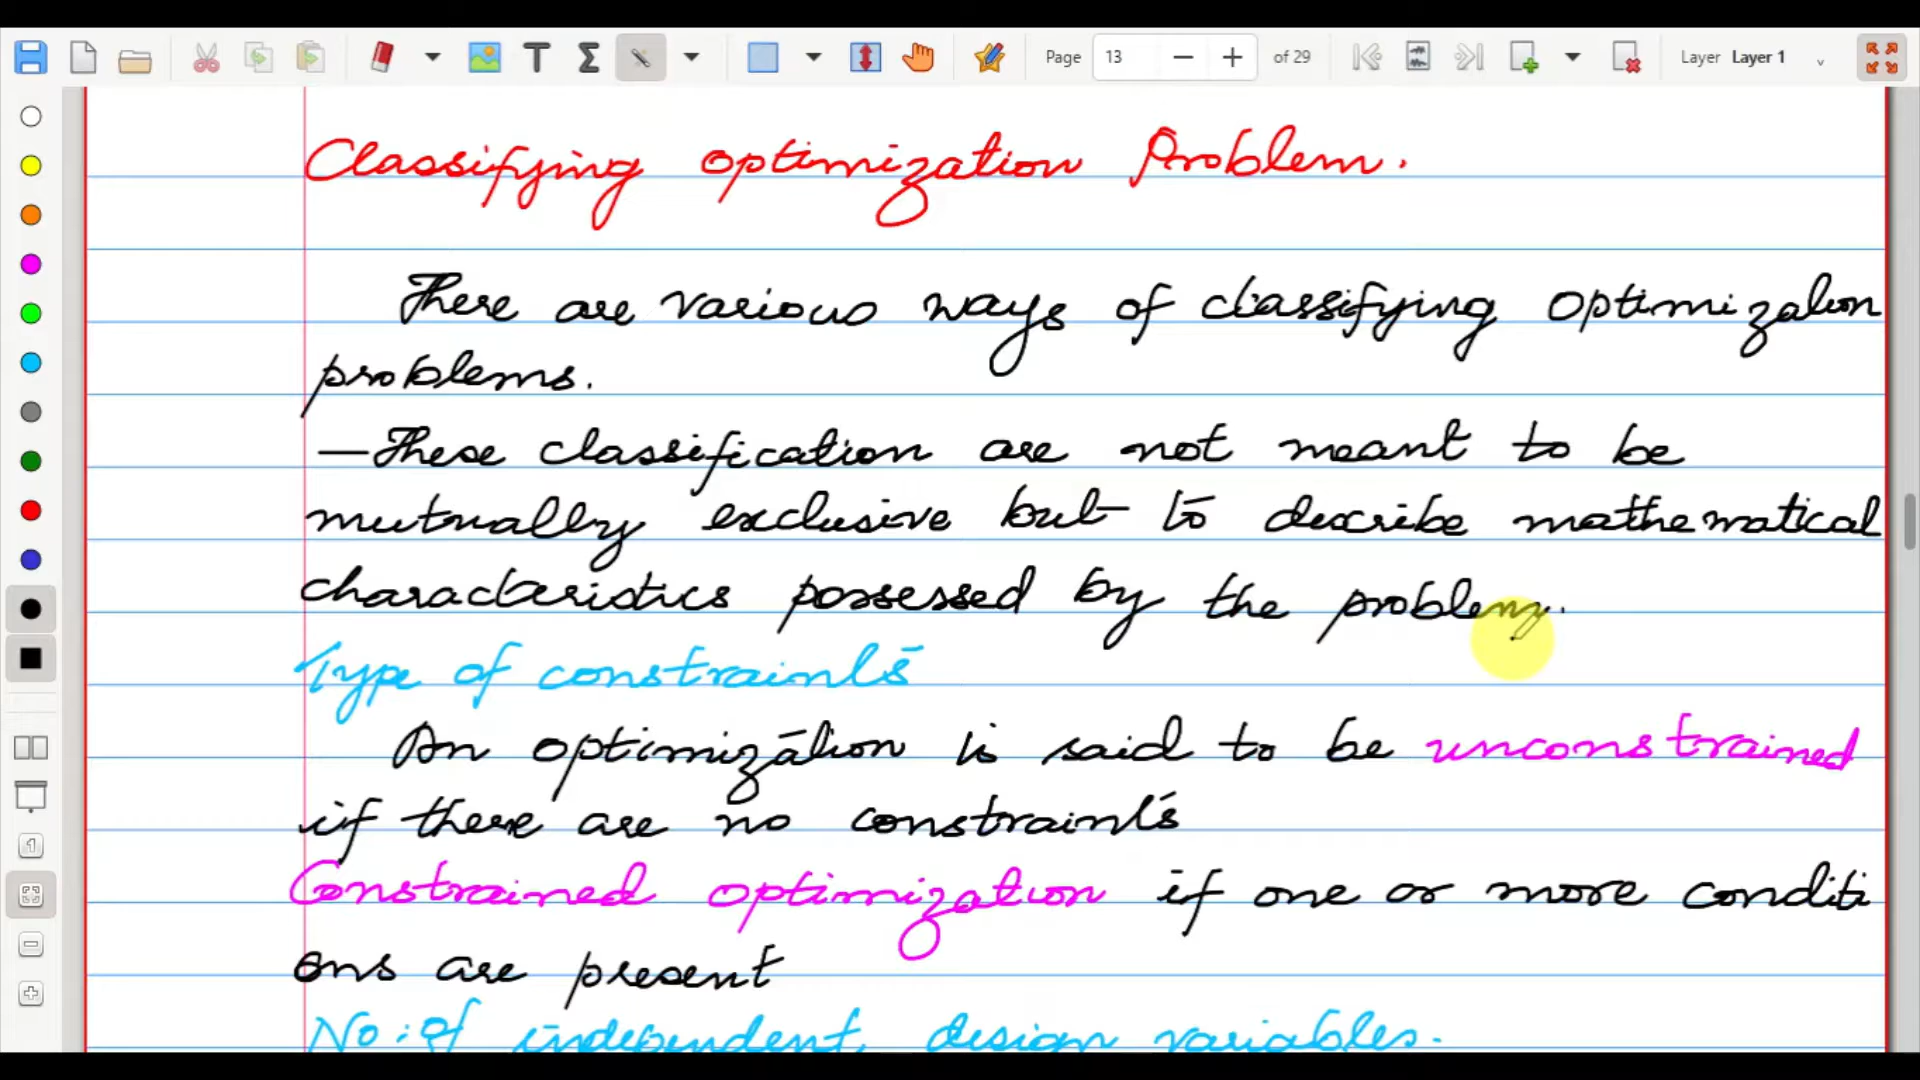 Page 13 of 29 Layer Layer 1
Classifying optimization Problem.
There are various ways of classifying optimization
problems.
—These classification are not meant to be
mutually exclusive but to describe mathematical
characteristics possessed by the problem.
Type of constraints
An optimization is said to be unconstrained
if there are no constraints
Constrained optimization if one or more conditi
ons are present
No: of independent design variables.